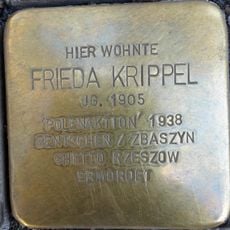 HIER WOHNTE
FRIEDA KRIPPEL
JG. 1905
'POLENAKTION' 1938
BENTSCHEN / ZBASZYN
GHETTO RZESZOW
ERMORDET